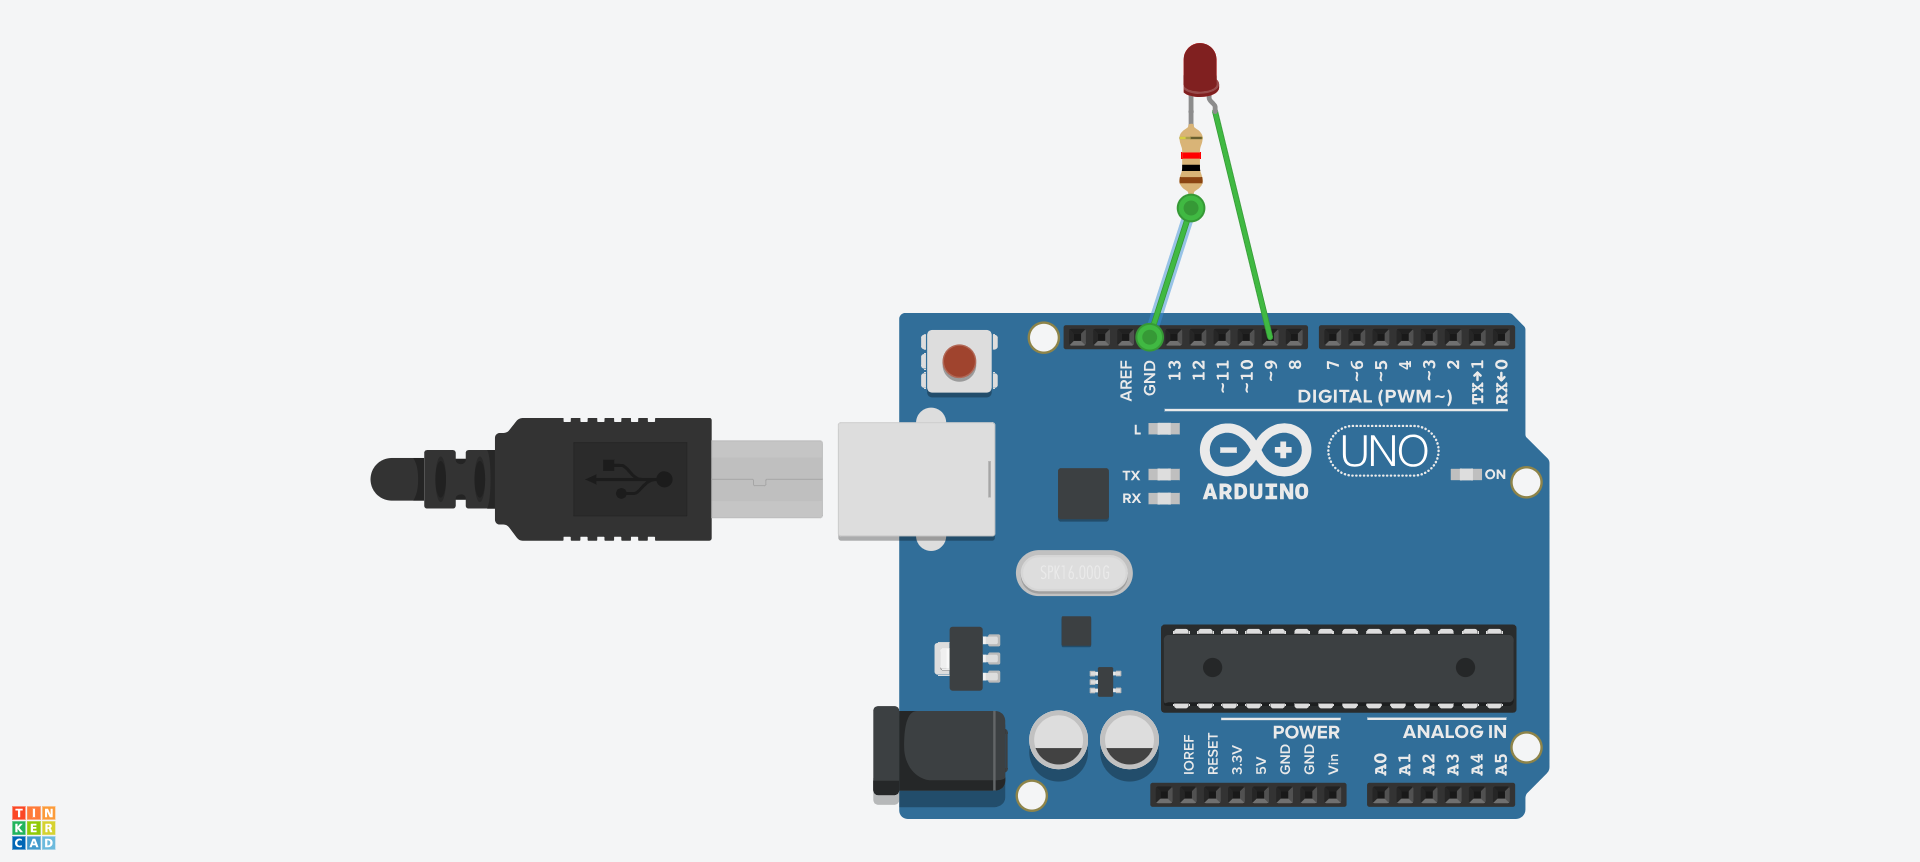 AREF
GND
13
12
~11
~10
~9
8
7
~6
~5
4
~3
2
TX→1
RX←0
DIGITAL (PWM~)
L
TX
RX
ARDUINO
UNO
ON
SPK16.000G
POWER
ANALOG IN
IOREF
RESET
3.3V
5V
GND
GND
Vin
A0
A1
A2
A3
A4
A5
TIN
KER
CAD